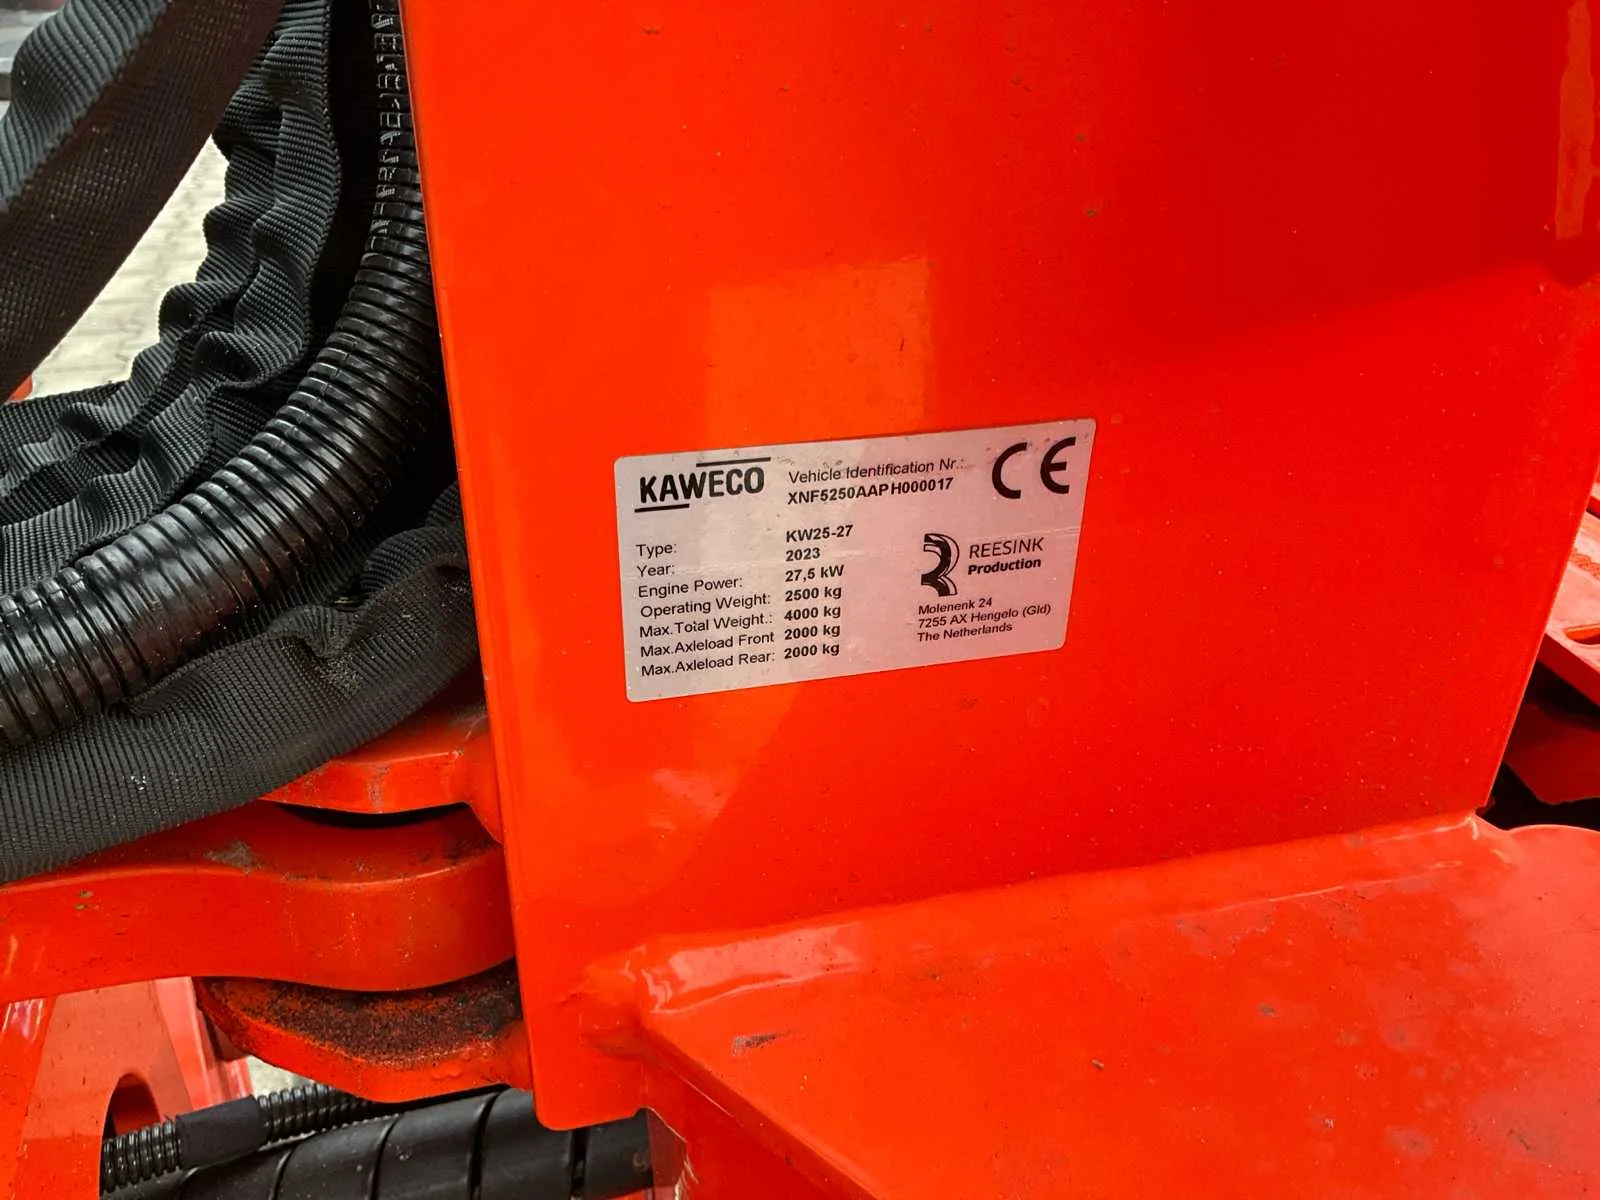 KAWECO
Vehicle Identification Nr.:
XNF5250AAPH000017
CE
Type: KW25-27
Year: 2023
Engine Power: 27,5 kW
Operating Weight: 2500 kg
Max.Total Weight.: 4000 kg
Max.Axleload Front 2000 kg
Max.Axleload Rear: 2000 kg
REESINK
Production
Molenenk 24
7255 AX Hengelo (Gld)
The Netherlands